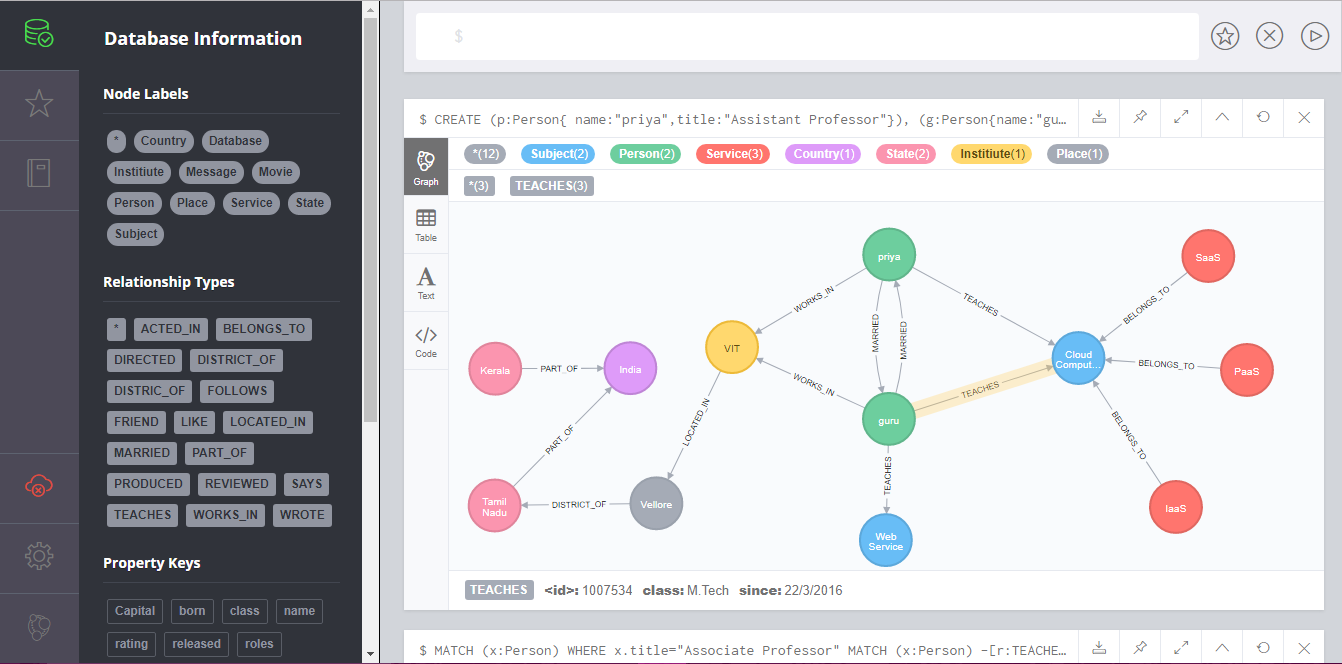 Database Information
Node Labels
* Country Database
Institiute Message Movie
Person Place Service State
Subject
Relationship Types
* ACTED_IN BELONGS_TO
DIRECTED DISTRICT_OF
DISTRIC_OF FOLLOWS
FRIEND LIKE LOCATED_IN
MARRIED PART_OF
PRODUCED REVIEWED SAYS
TEACHES WORKS_IN WROTE
Property Keys
Capital born class name
rating released roles
$
$ CREATE (p:Person{ name:"priya",title:"Assistant Professor"}), (g:Person{name:"gu…
Graph
Table
Text
Code
*(12) Subject(2) Person(2) Service(3) Country(1) State(2) Institiute(1) Place(1)
*(3) TEACHES(3)
priya
SaaS
WORKS_IN
TEACHES
BELONGS_TO
MARRIED
MARRIED
VIT
Cloud
Comput…
Kerala
PART_OF
India
BELONGS_TO
PaaS
WORKS_IN
TEACHES
guru
LOCATED_IN
PART_OF
BELONGS_TO
TEACHES
Tamil
Nadu
DISTRICT_OF
Vellore
IaaS
Web
Service
TEACHES <id>: 1007534 class: M.Tech since: 22/3/2016
$ MATCH (x:Person) WHERE x.title="Associate Professor" MATCH (x:Person) -[r:TEACHE…